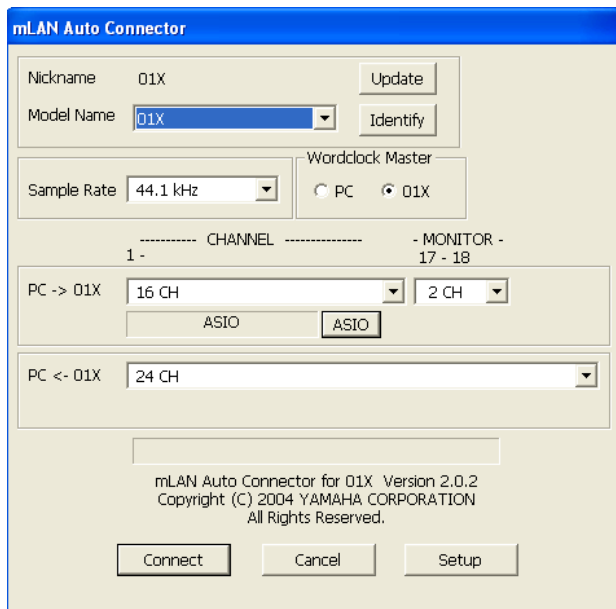 mLAN Auto Connector
Nickname 01X Update
Model Name 01X Identify
Wordclock Master
Sample Rate 44.1 kHz PC 01X
----------- CHANNEL --------------- - MONITOR -
1 - 17 - 18
PC -> 01X 16 CH 2 CH
ASIO ASIO
PC <- 01X 24 CH
mLAN Auto Connector for 01X Version 2.0.2
Copyright (C) 2004 YAMAHA CORPORATION
All Rights Reserved.
Connect Cancel Setup